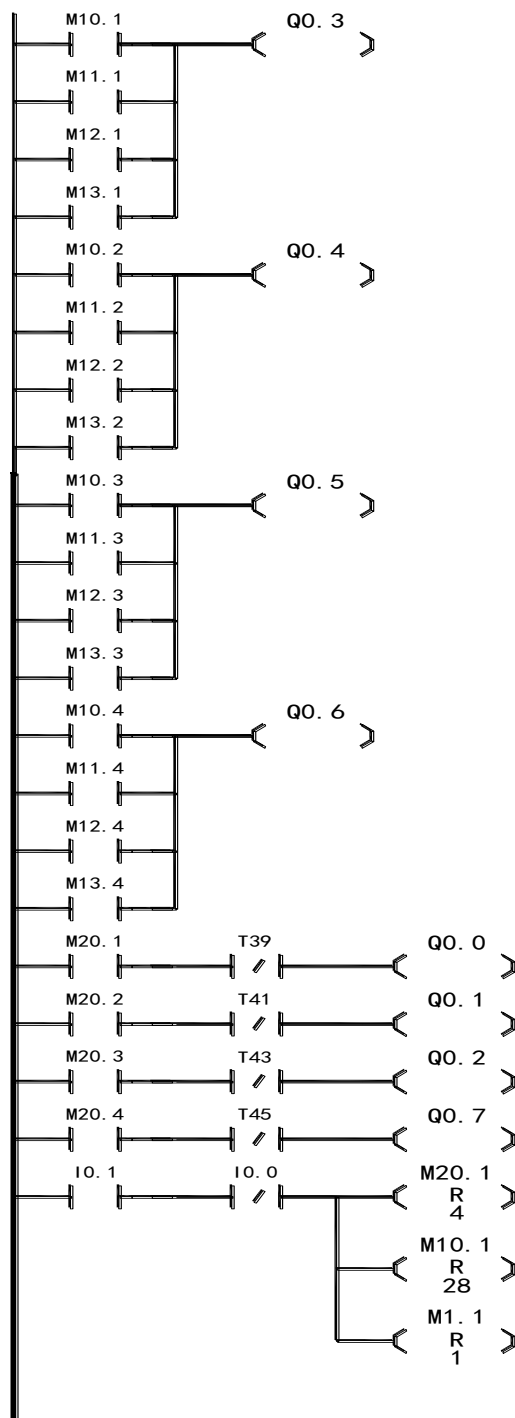 M10.1 Q0.3
M11.1
M12.1
M13.1
M10.2 Q0.4
M11.2
M12.2
M13.2
M10.3 Q0.5
M11.3
M12.3
M13.3
M10.4 Q0.6
M11.4
M12.4
M13.4
M20.1 T39 Q0.0
M20.2 T41 Q0.1
M20.3 T43 Q0.2
M20.4 T45 Q0.7
I0.1 I0.0 M20.1
R
4
M10.1
R
28
M1.1
R
1